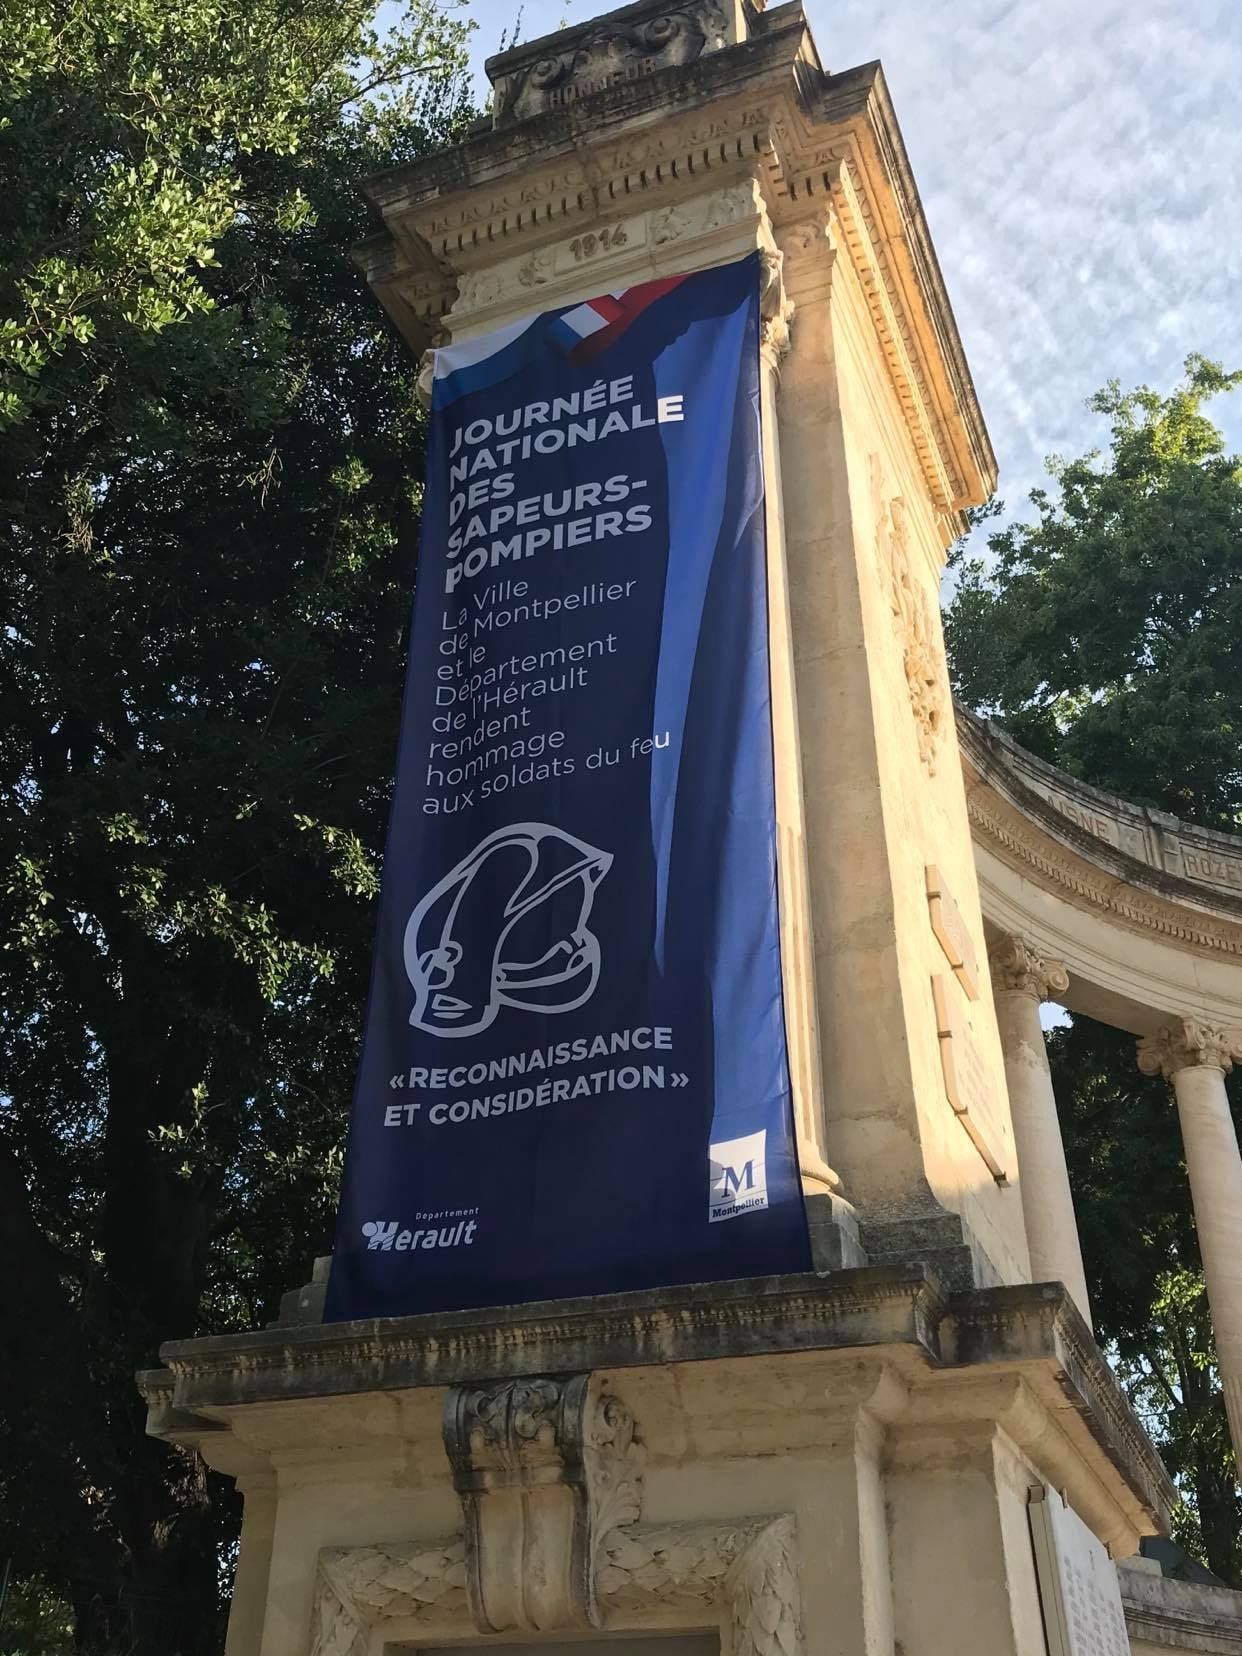 HONNEUR
1914
JOURNÉE
NATIONALE
DES
SAPEURS-
POMPIERS
La Ville
de Montpellier
et le
Département
de l'Hérault
rendent
hommage
aux soldats du feu
« RECONNAISSANCE
ET CONSIDÉRATION »
Département
Hérault
M
Montpellier
AISNE